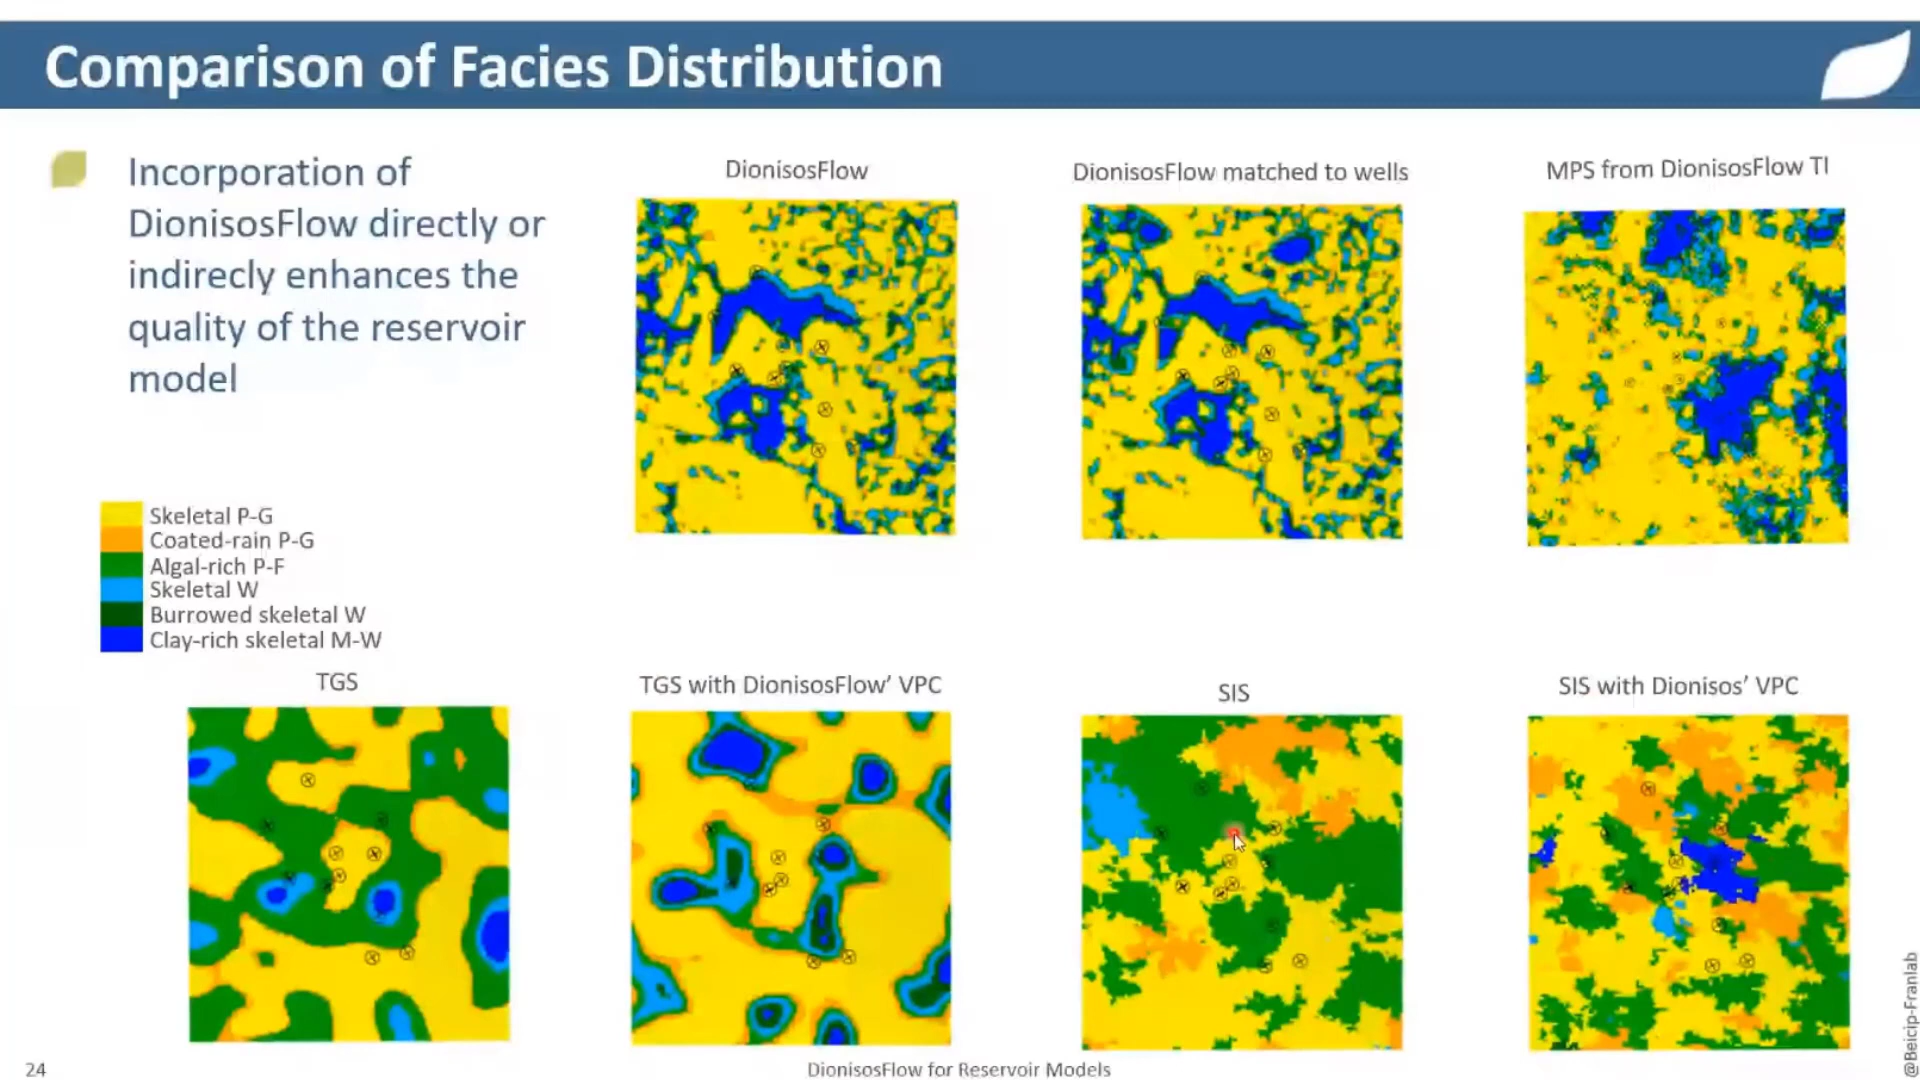 Comparison of Facies Distribution
Incorporation of
DionisosFlow directly or
indirecly enhances the
quality of the reservoir
model
DionisosFlow
DionisosFlow matched to wells
MPS from DionisosFlow TI
Skeletal P-G
Coated-rain P-G
Algal-rich P-F
Skeletal W
Burrowed skeletal W
Clay-rich skeletal M-W
TGS
TGS with DionisosFlow' VPC
SIS
SIS with Dionisos' VPC
24
DionisosFlow for Reservoir Models
@Beicip-Franlab